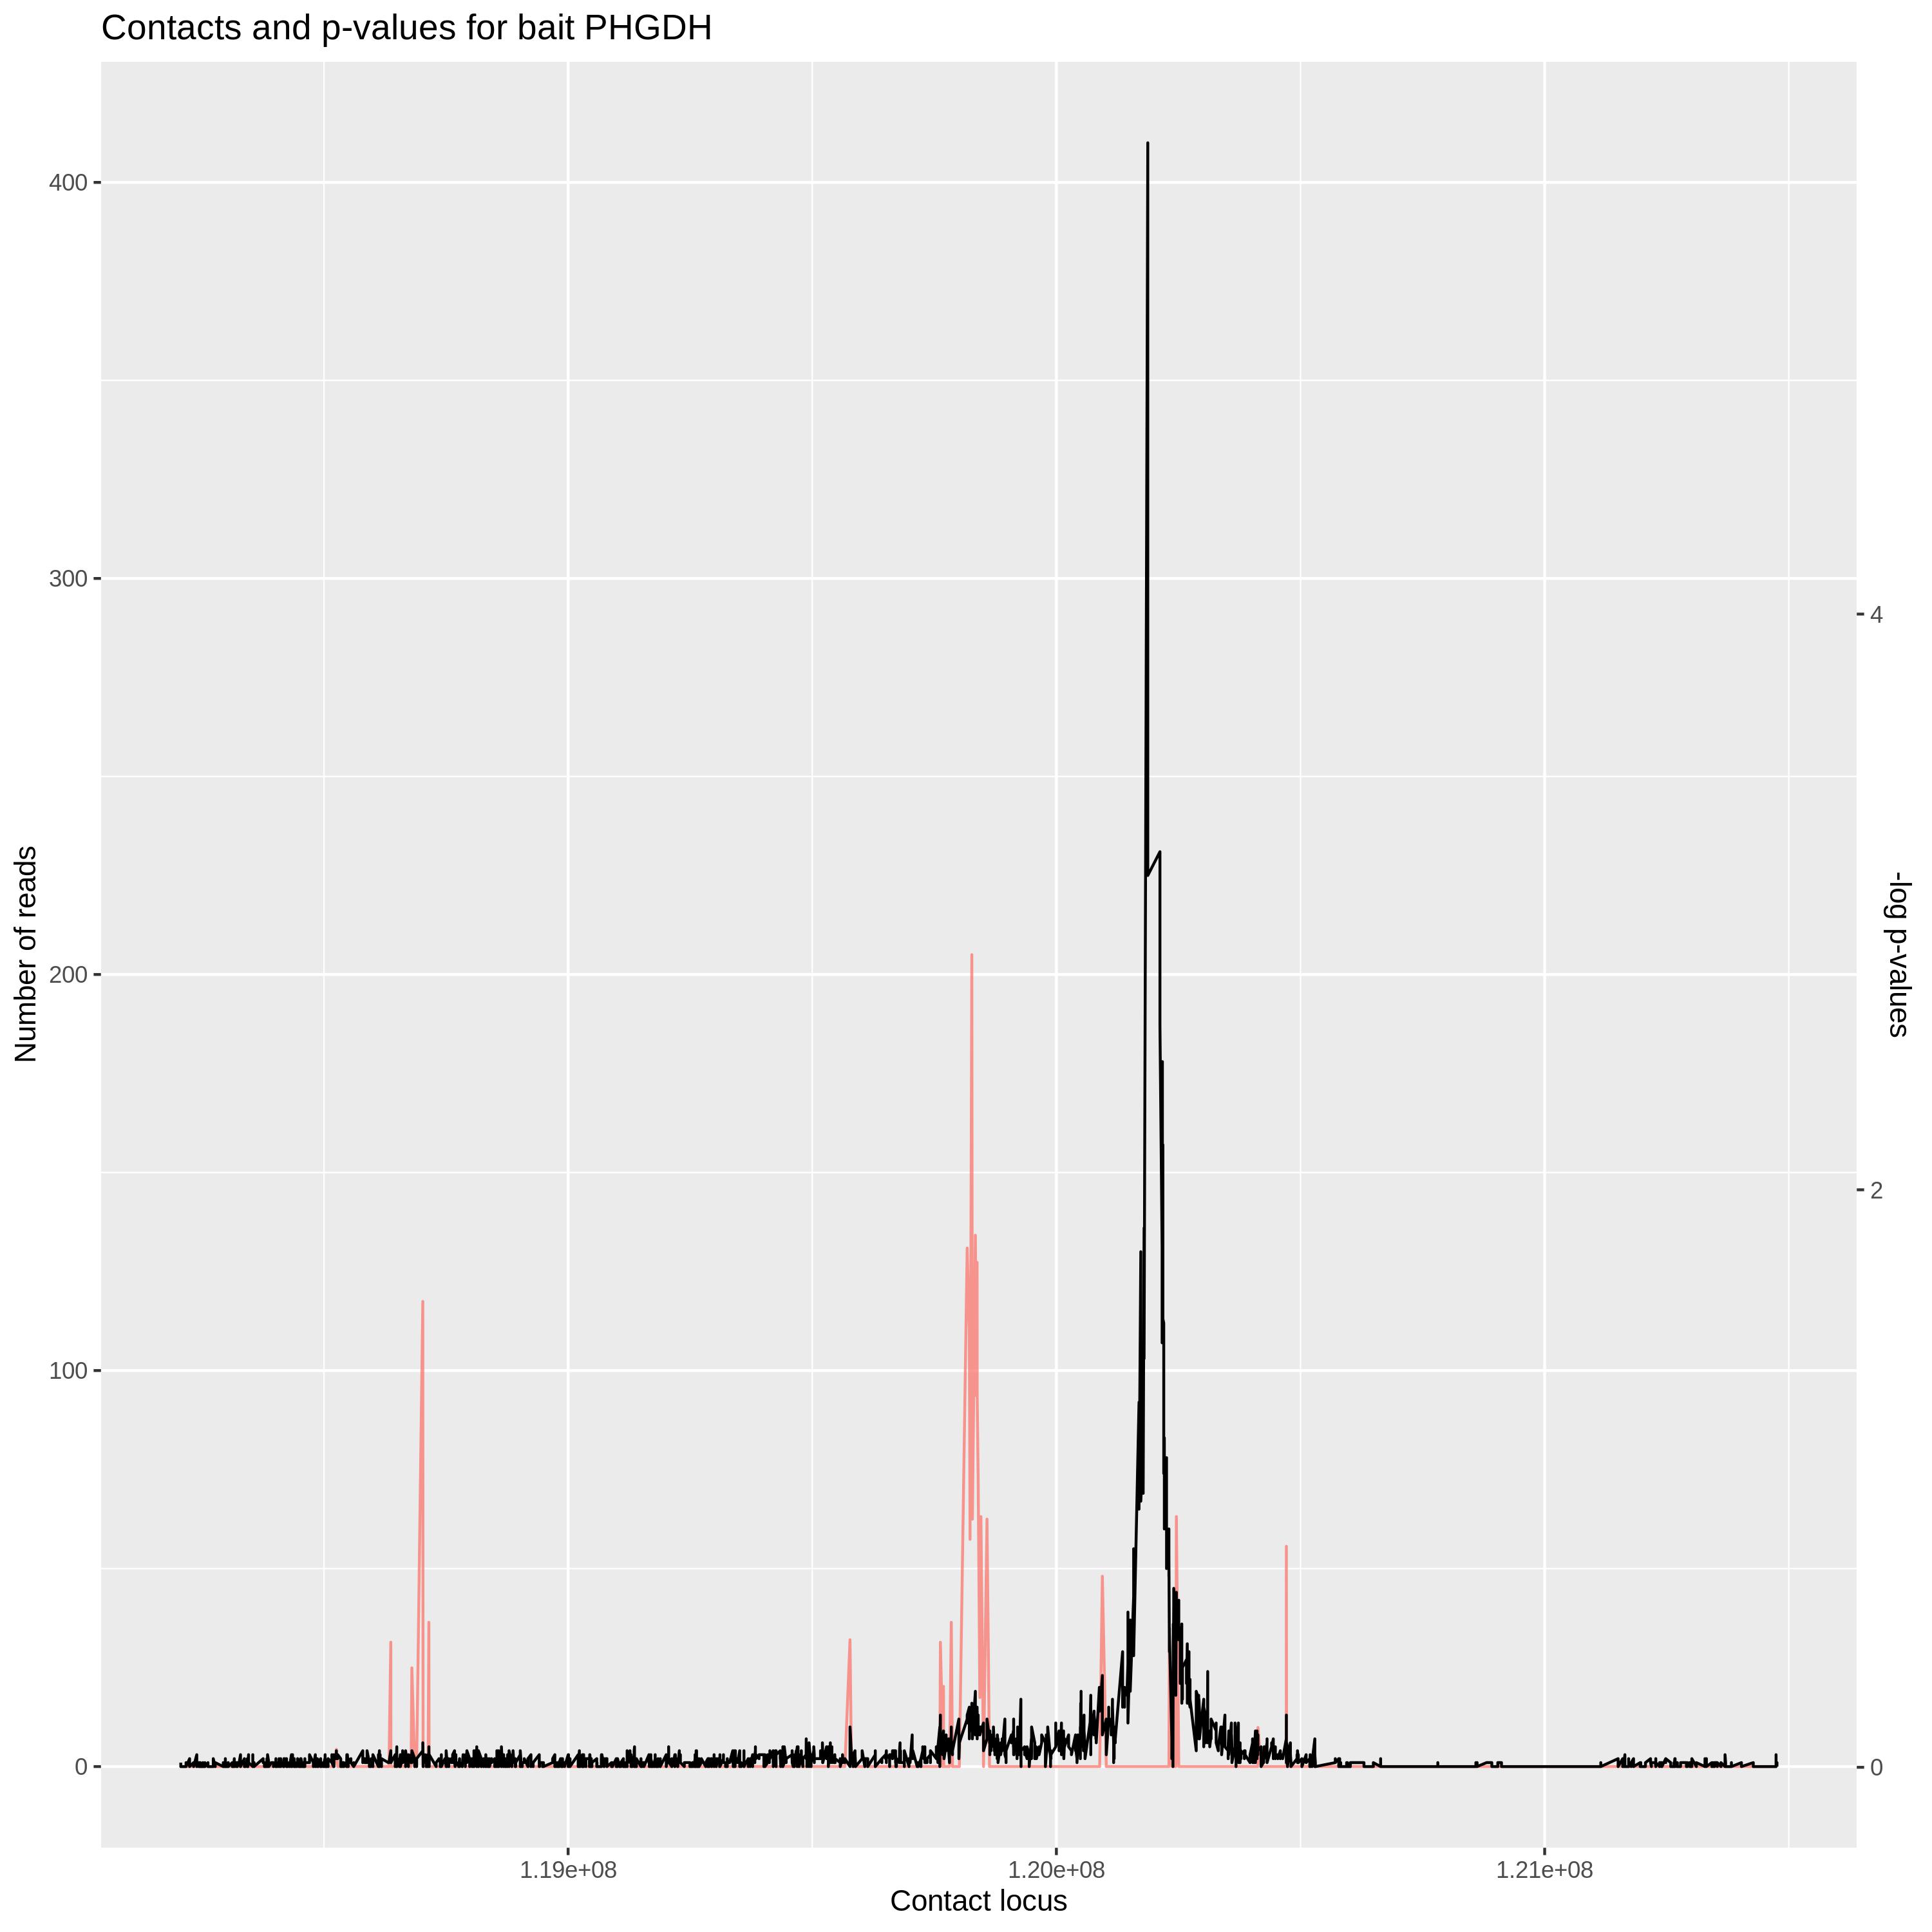 Contacts and p-values for bait PHGDH
400
300
200
100
0
Number of reads
4
2
0
-log p-values
1.19e+08
1.20e+08
1.21e+08
Contact locus